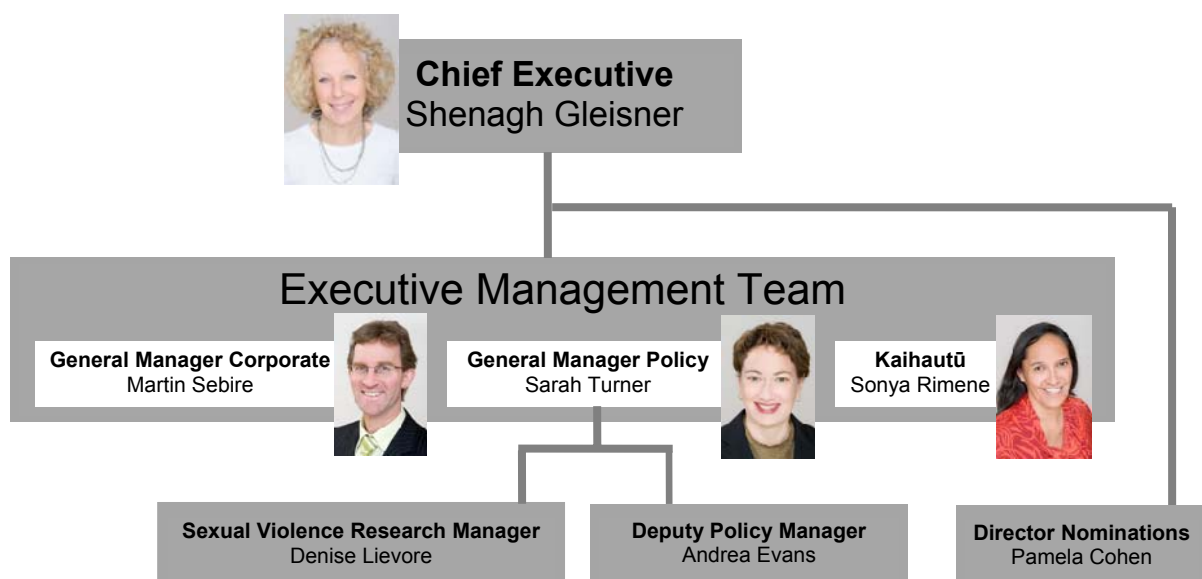 Chief Executive
Shenagh Gleisner
Executive Management Team
General Manager Corporate
Martin Sebire
General Manager Policy
Sarah Turner
Kaihautū
Sonya Rimene
Sexual Violence Research Manager
Denise Lievore
Deputy Policy Manager
Andrea Evans
Director Nominations
Pamela Cohen